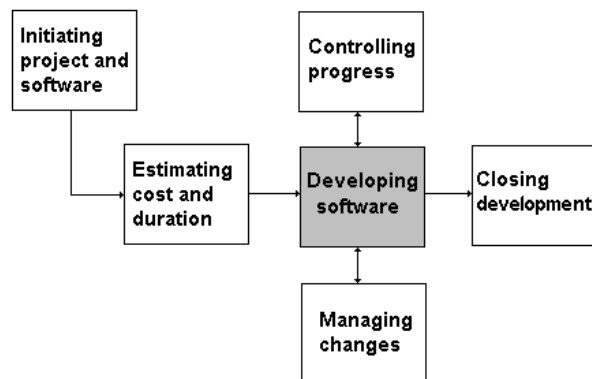 Initiating
project and
software
Controlling
progress
Estimating
cost and
duration
Developing
software
Closing
development
Managing
changes